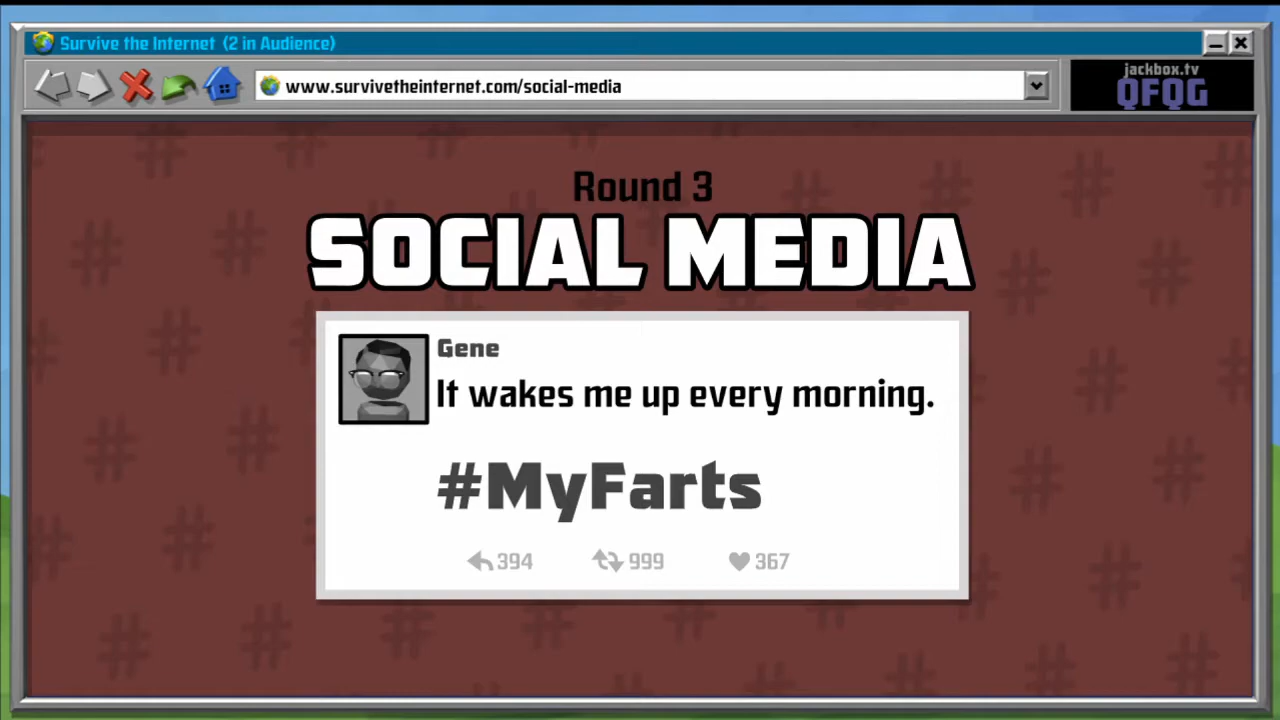 Survive the Internet (2 in Audience)
www.survivetheinternet.com/social-media
jackbox.tv
QFQG
Round 3
SOCIAL MEDIA
Gene
It wakes me up every morning.
#MyFarts
394 999 367